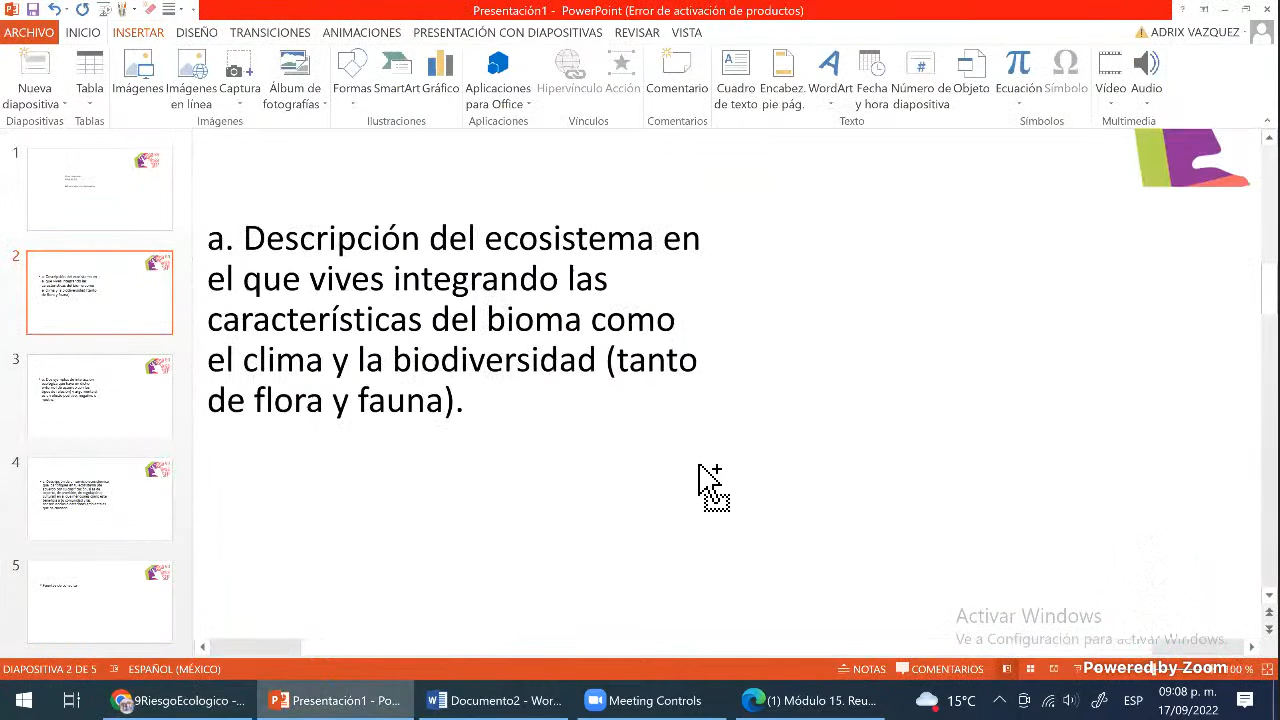 Presentación1 - PowerPoint (Error de activación de productos)
ARCHIVO INICIO INSERTAR DISEÑO TRANSICIONES ANIMACIONES PRESENTACIÓN CON DIAPOSITIVAS REVISAR VISTA
ADRIX VAZQUEZ
Nueva diapositiva
Tabla
Imágenes
Imágenes en línea
Captura
Álbum de fotografías
Formas
SmartArt
Gráfico
Aplicaciones para Office
Hipervínculo
Acción
Comentario
Cuadro de texto
Encabez. pie pág.
WordArt
Fecha y hora
Número de diapositiva
Objeto
Ecuación
Símbolo
Vídeo
Audio
Diapositivas Tablas Imágenes Ilustraciones Aplicaciones Vínculos Comentarios Texto Símbolos Multimedia
1
2
3
4
5
a. Descripción del ecosistema en
el que vives integrando las
características del bioma como
el clima y la biodiversidad (tanto
de flora y fauna).
Activar Windows
Ve a Configuración para activar Windows.
DIAPOSITIVA 2 DE 5 ESPAÑOL (MÉXICO)
NOTAS COMENTARIOS
100 %
Powered by Zoom
9RiesgoEcologico -...
Presentación1 - Po...
Documento2 - Wor...
Meeting Controls
(1) Módulo 15. Reu...
15°C
ESP
09:08 p. m.
17/09/2022